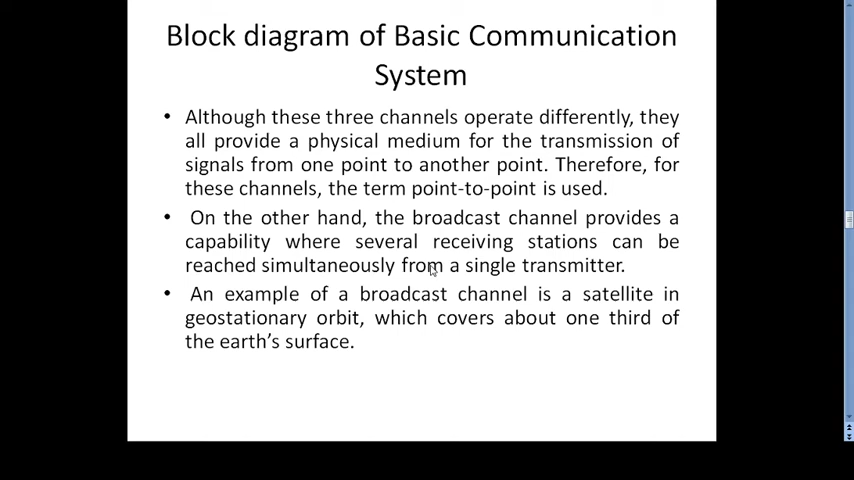 Block diagram of Basic Communication
System
• Although these three channels operate differently, they
all provide a physical medium for the transmission of
signals from one point to another point. Therefore, for
these channels, the term point-to-point is used.
• On the other hand, the broadcast channel provides a
capability where several receiving stations can be
reached simultaneously from a single transmitter.
• An example of a broadcast channel is a satellite in
geostationary orbit, which covers about one third of
the earth’s surface.